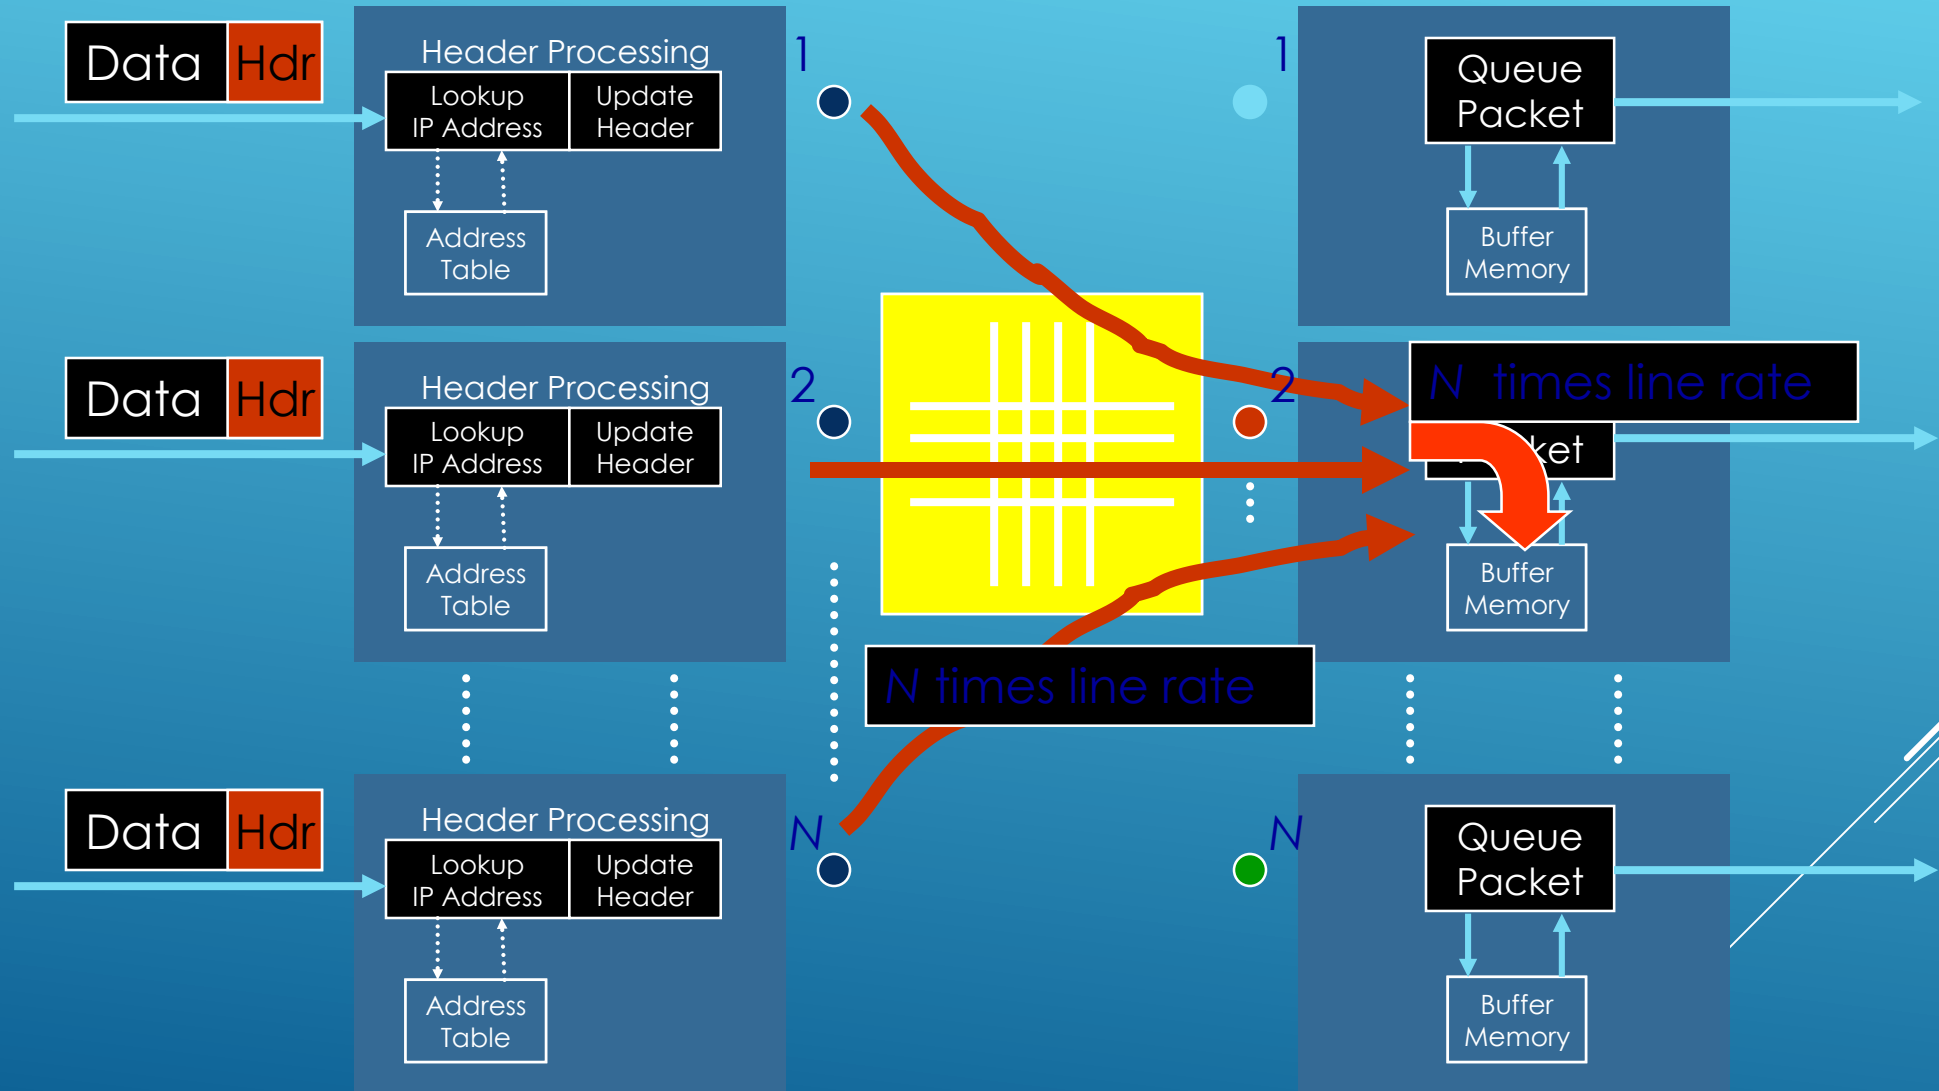 Data Hdr
Header Processing
Lookup
IP Address
Update
Header
Address
Table
1
1
Queue
Packet
Buffer
Memory
Data Hdr
Header Processing
Lookup
IP Address
Update
Header
Address
Table
2
2
N times line rate
Buffer
Memory
N times line rate
Data Hdr
Header Processing
Lookup
IP Address
Update
Header
Address
Table
N
N
Queue
Packet
Buffer
Memory